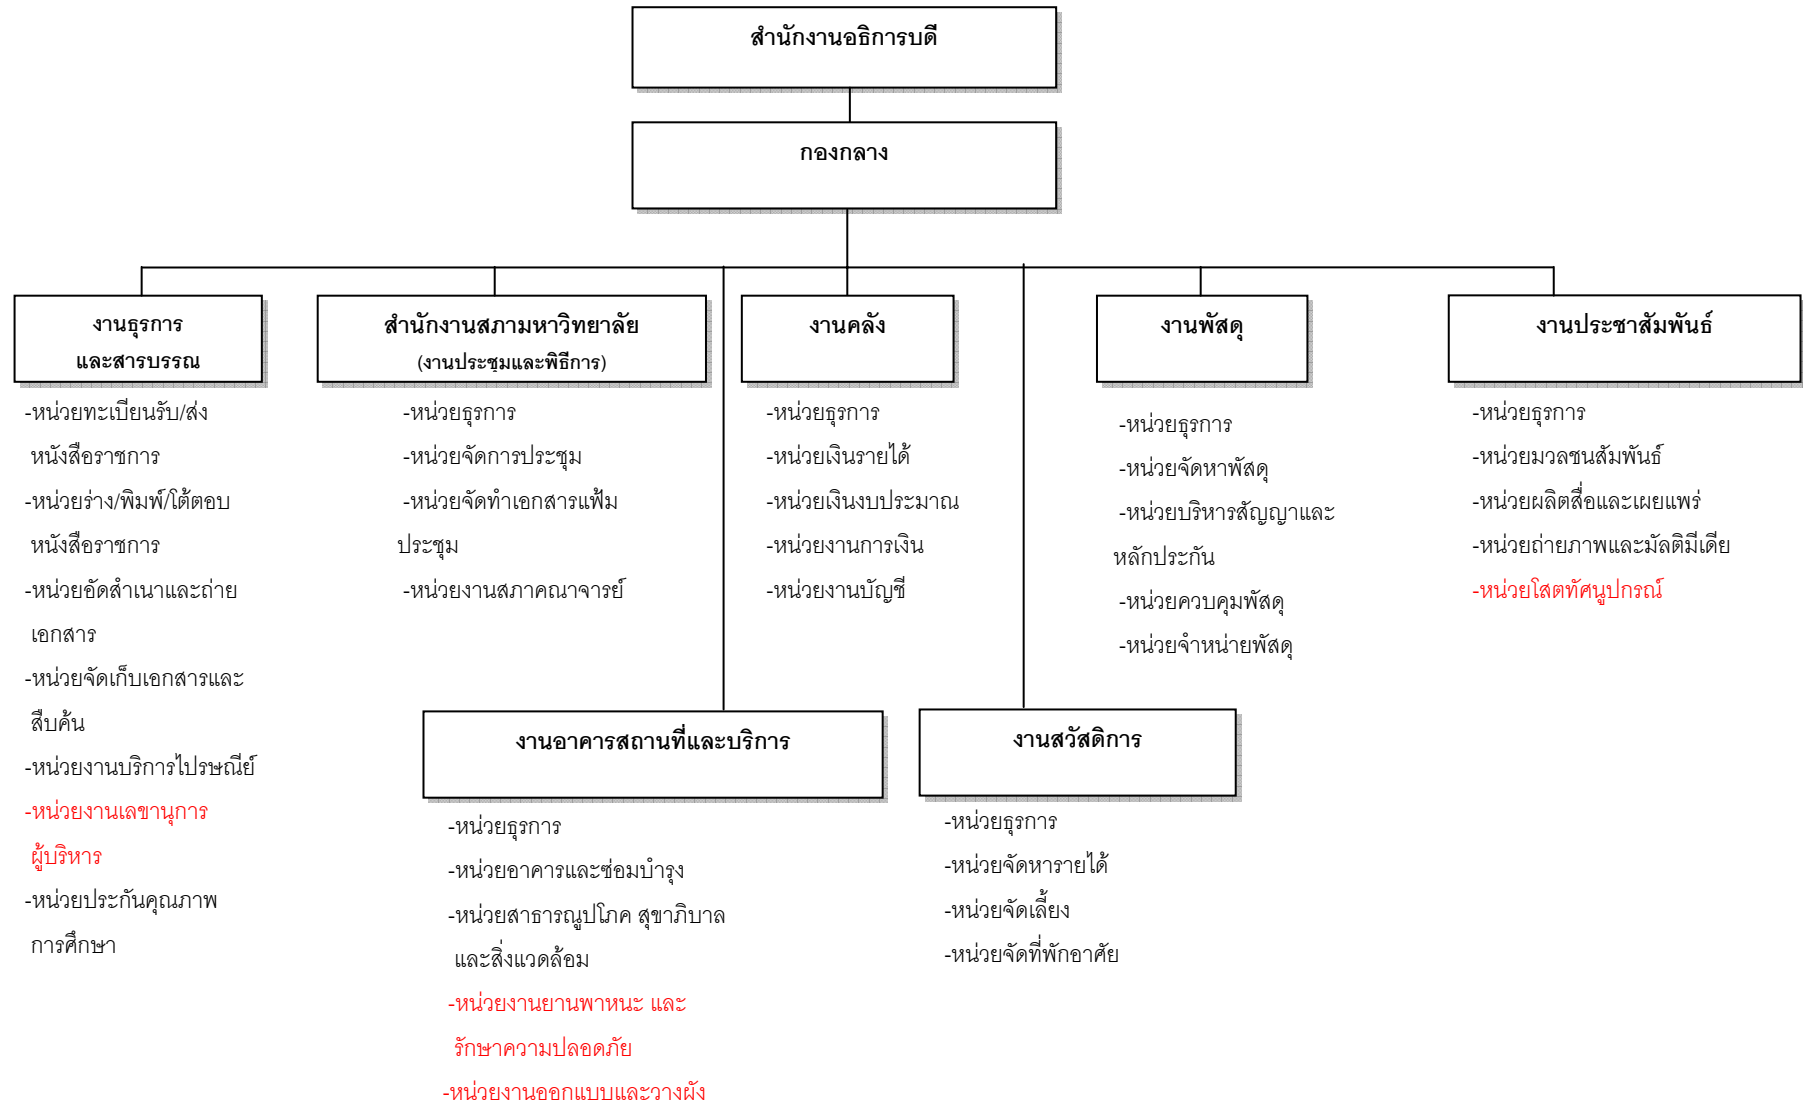 สำนักงานอธิการบดี
กองกลาง
งานธุรการ
และสารบรรณ
-หน่วยทะเบียนรับ/ส่ง
หนังสือราชการ
-หน่วยร่าง/พิมพ์/โต้ตอบ
หนังสือราชการ
-หน่วยอัดสำเนาและถ่าย
เอกสาร
-หน่วยจัดเก็บเอกสารและ
สืบค้น
-หน่วยงานบริการไปรษณีย์
-หน่วยงานเลขานุการ
ผู้บริหาร
-หน่วยประกันคุณภาพ
การศึกษา
สำนักงานสภามหาวิทยาลัย
(งานประชุมและพิธีการ)
-หน่วยธุรการ
-หน่วยจัดการประชุม
-หน่วยจัดทำเอกสารแฟ้ม
ประชุม
-หน่วยงานสภาคณาจารย์
งานคลัง
-หน่วยธุรการ
-หน่วยเงินรายได้
-หน่วยเงินงบประมาณ
-หน่วยงานการเงิน
-หน่วยงานบัญชี
งานพัสดุ
-หน่วยธุรการ
-หน่วยจัดหาพัสดุ
-หน่วยบริหารสัญญาและ
หลักประกัน
-หน่วยควบคุมพัสดุ
-หน่วยจำหน่ายพัสดุ
งานประชาสัมพันธ์
-หน่วยธุรการ
-หน่วยมวลชนสัมพันธ์
-หน่วยผลิตสื่อและเผยแพร่
-หน่วยถ่ายภาพและมัลติมีเดีย
-หน่วยโสตทัศนูปกรณ์
งานอาคารสถานที่และบริการ
-หน่วยธุรการ
-หน่วยอาคารและซ่อมบำรุง
-หน่วยสาธารณูปโภค สุขาภิบาล
และสิ่งแวดล้อม
-หน่วยงานยานพาหนะ และ
รักษาความปลอดภัย
-หน่วยงานออกแบบและวางผัง
งานสวัสดิการ
-หน่วยธุรการ
-หน่วยจัดหารายได้
-หน่วยจัดเลี้ยง
-หน่วยจัดที่พักอาศัย